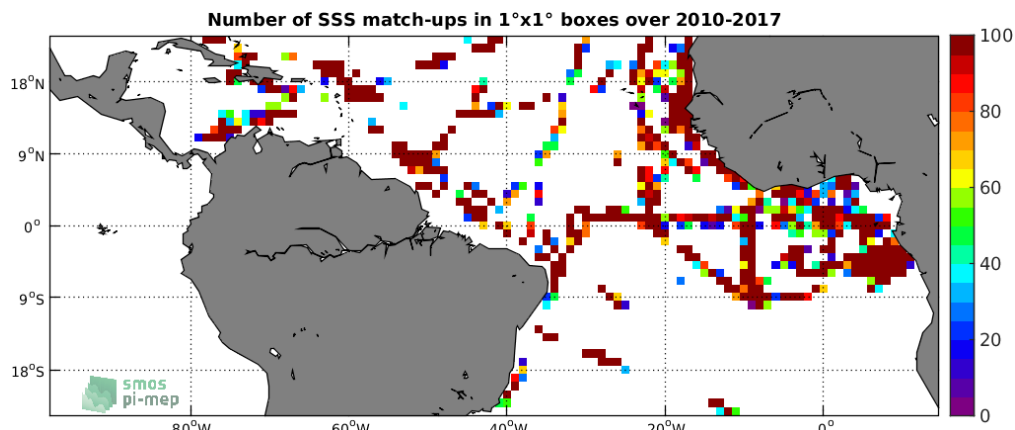 Number of SSS match-ups in 1°x1° boxes over 2010-2017
100
80
60
40
20
0
18°N
9°N
0°
9°S
18°S
smos
pi-mep
80°W
60°W
40°W
20°W
0°